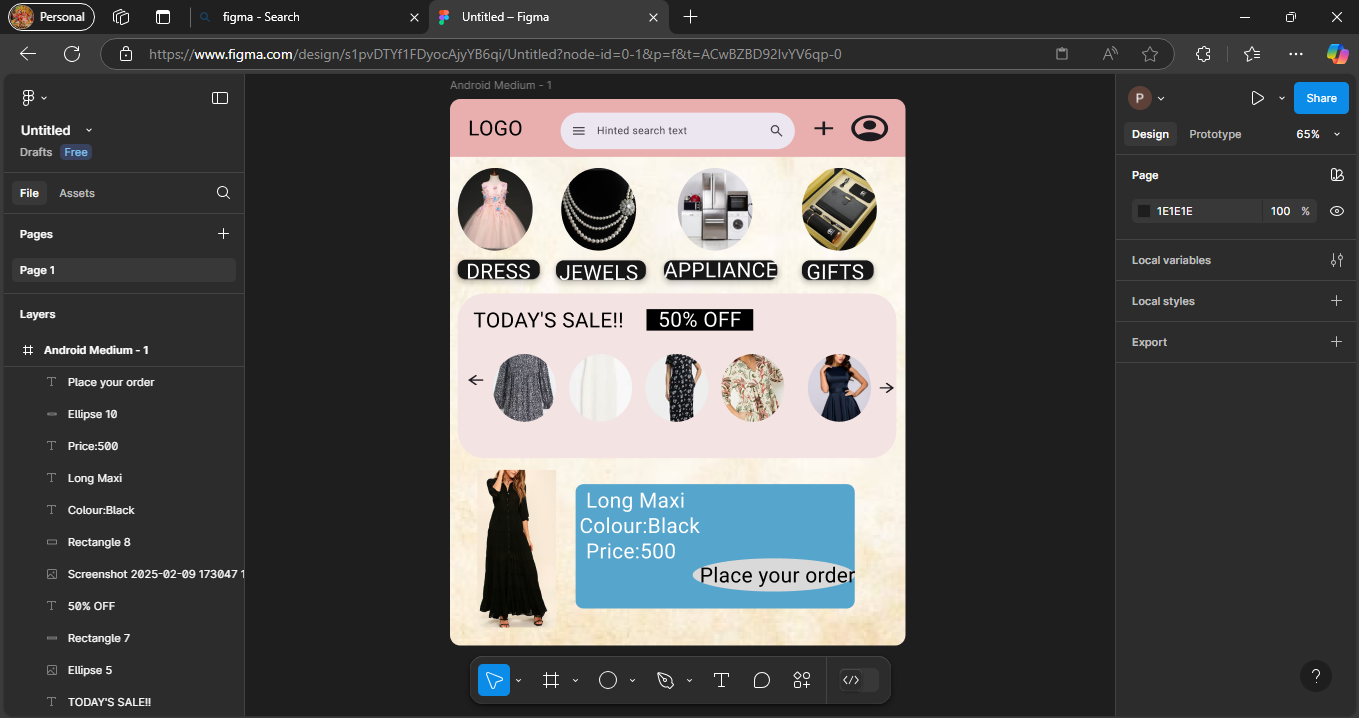 Personal
figma - Search
Untitled – Figma
https://www.figma.com/design/s1pvDTYf1FDyocAjyYB6qi/Untitled?node-id=0-1&p=f&t=ACwBZBD92IvYV6qp-0
Untitled
Drafts Free
File Assets
Pages
Page 1
Layers
Android Medium - 1
Place your order
Ellipse 10
Price:500
Long Maxi
Colour:Black
Rectangle 8
Screenshot 2025-02-09 173047 1
50% OFF
Rectangle 7
Ellipse 5
TODAY'S SALE!!
Android Medium - 1
LOGO
Hinted search text
DRESS JEWELS APPLIANCE GIFTS
TODAY'S SALE!! 50% OFF
Long Maxi
Colour:Black
Price:500
Place your order
P
Share
Design Prototype 65%
Page
1E1E1E 100 %
Local variables
Local styles
Export
?